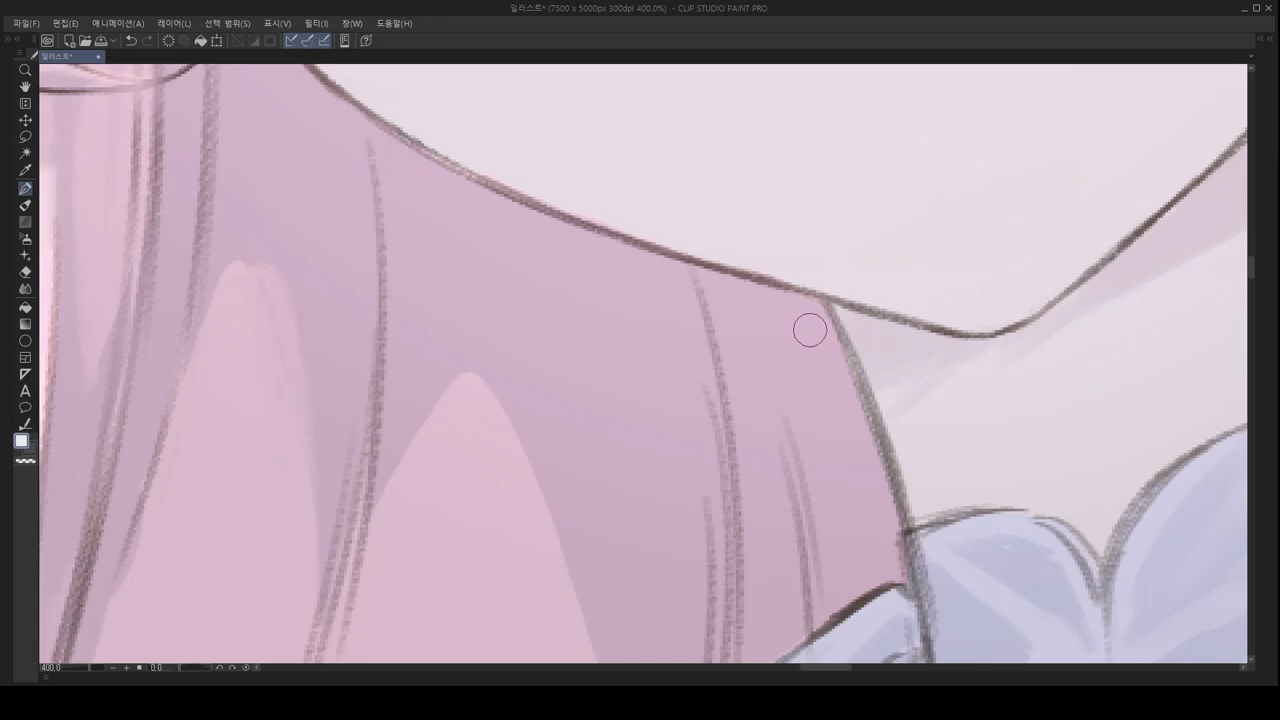 일러스트* (7500 x 5000px 300dpi 400.0%) - CLIP STUDIO PAINT PRO
파일(F) 편집(E) 애니메이션(A) 레이어(L) 선택 범위(S) 표시(V) 필터(I) 창(W) 도움말(H)
일러스트*
A
400.0 0.0